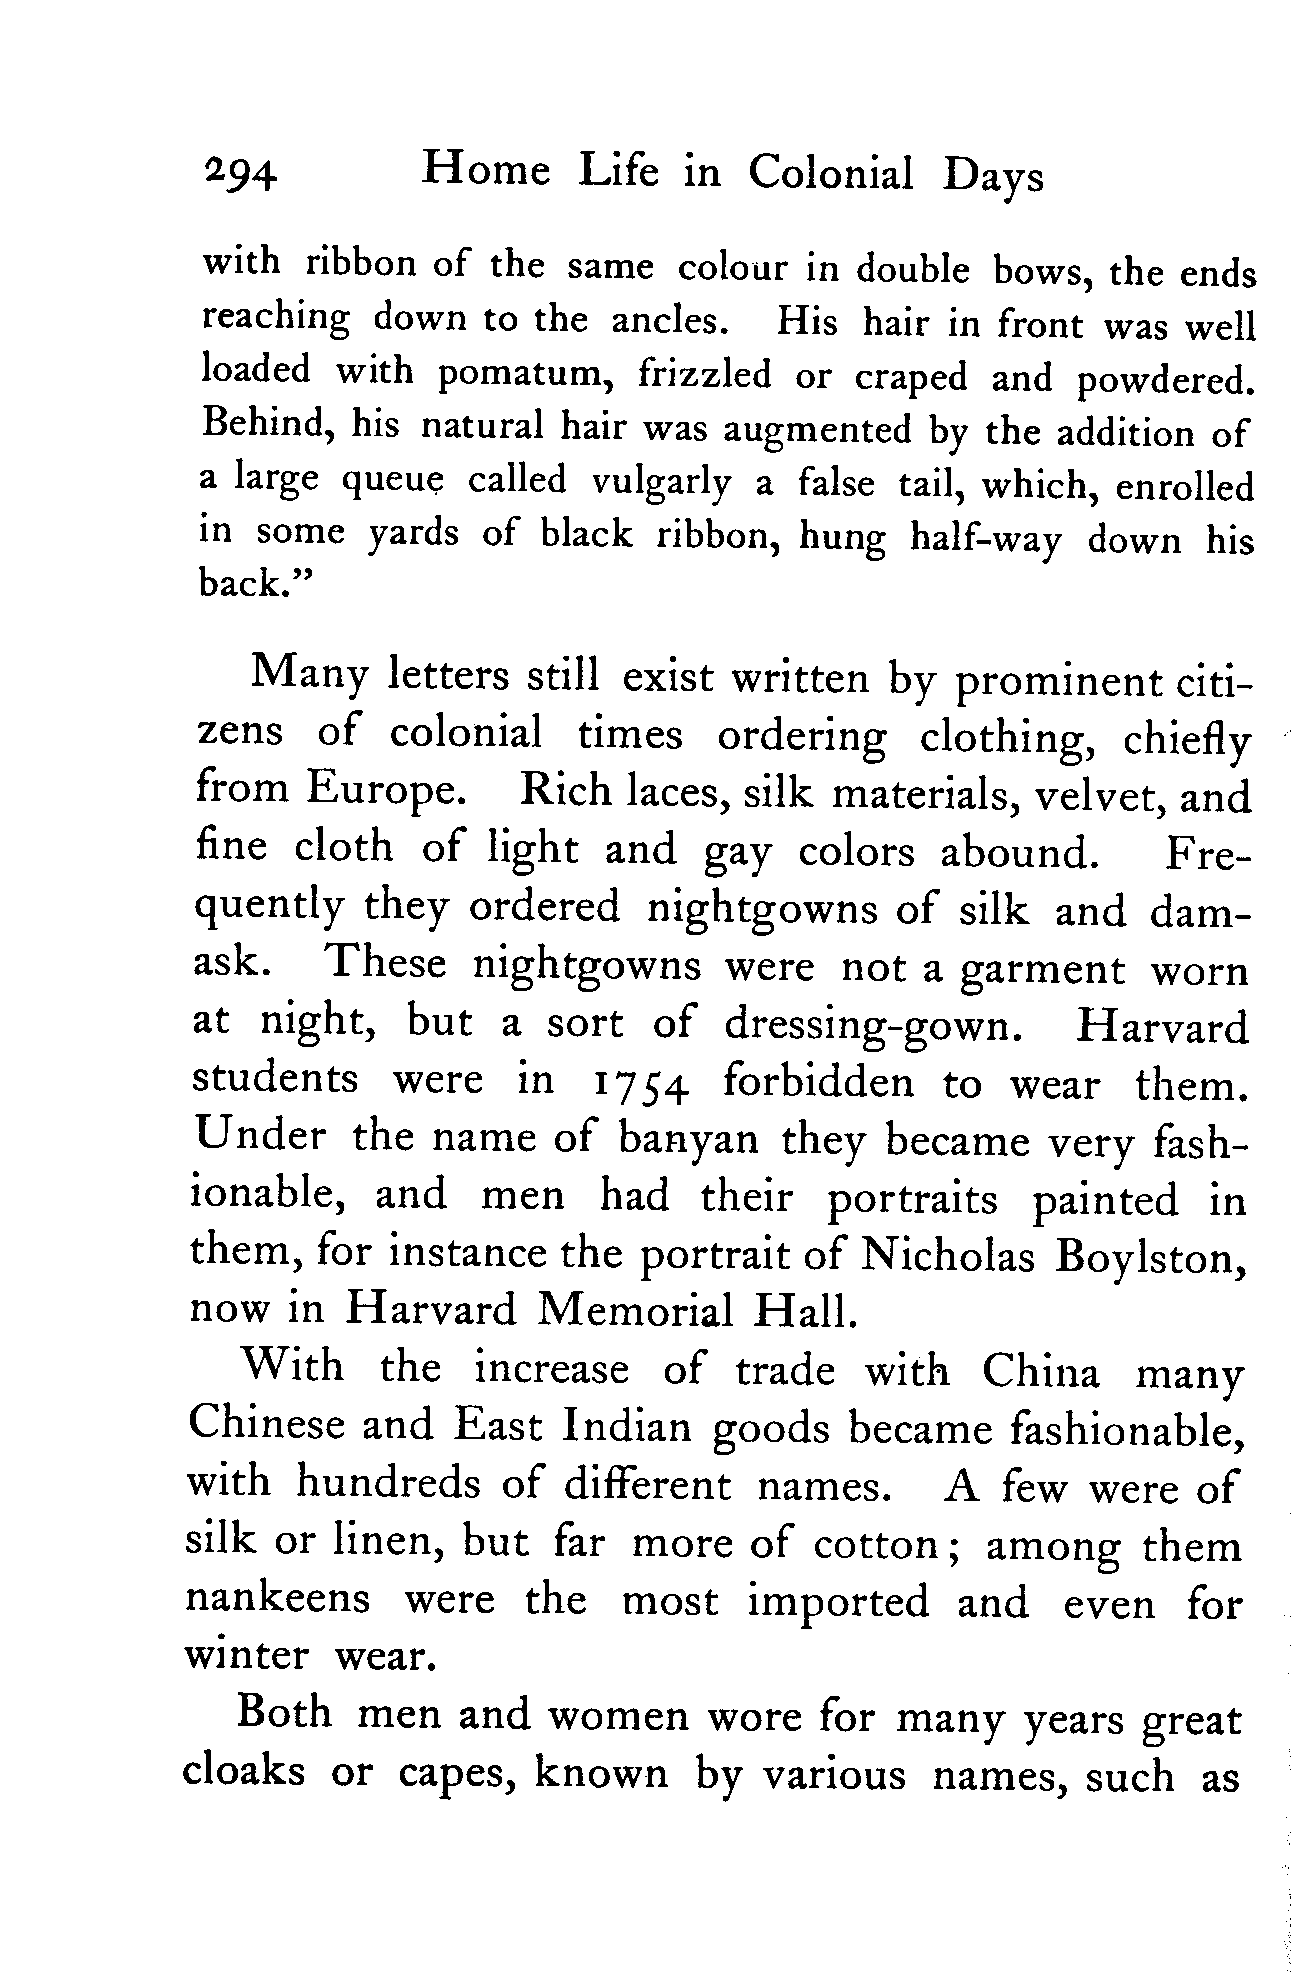 294 Home Life in Colonial Days
with ribbon of the same colour in double bows, the ends
reaching down to the ancles. His hair in front was well
loaded with pomatum, frizzled or craped and powdered.
Behind, his natural hair was augmented by the addition of
a large queue called vulgarly a false tail, which, enrolled
in some yards of black ribbon, hung half-way down his
back.”
Many letters still exist written by prominent citi-
zens of colonial times ordering clothing, chiefly
from Europe. Rich laces, silk materials, velvet, and
fine cloth of light and gay colors abound. Fre-
quently they ordered nightgowns of silk and dam-
ask. These nightgowns were not a garment worn
at night, but a sort of dressing-gown. Harvard
students were in 1754 forbidden to wear them.
Under the name of banyan they became very fash-
ionable, and men had their portraits painted in
them, for instance the portrait of Nicholas Boylston,
now in Harvard Memorial Hall.
With the increase of trade with China many
Chinese and East Indian goods became fashionable,
with hundreds of different names. A few were of
silk or linen, but far more of cotton; among them
nankeens were the most imported and even for
winter wear.
Both men and women wore for many years great
cloaks or capes, known by various names, such as